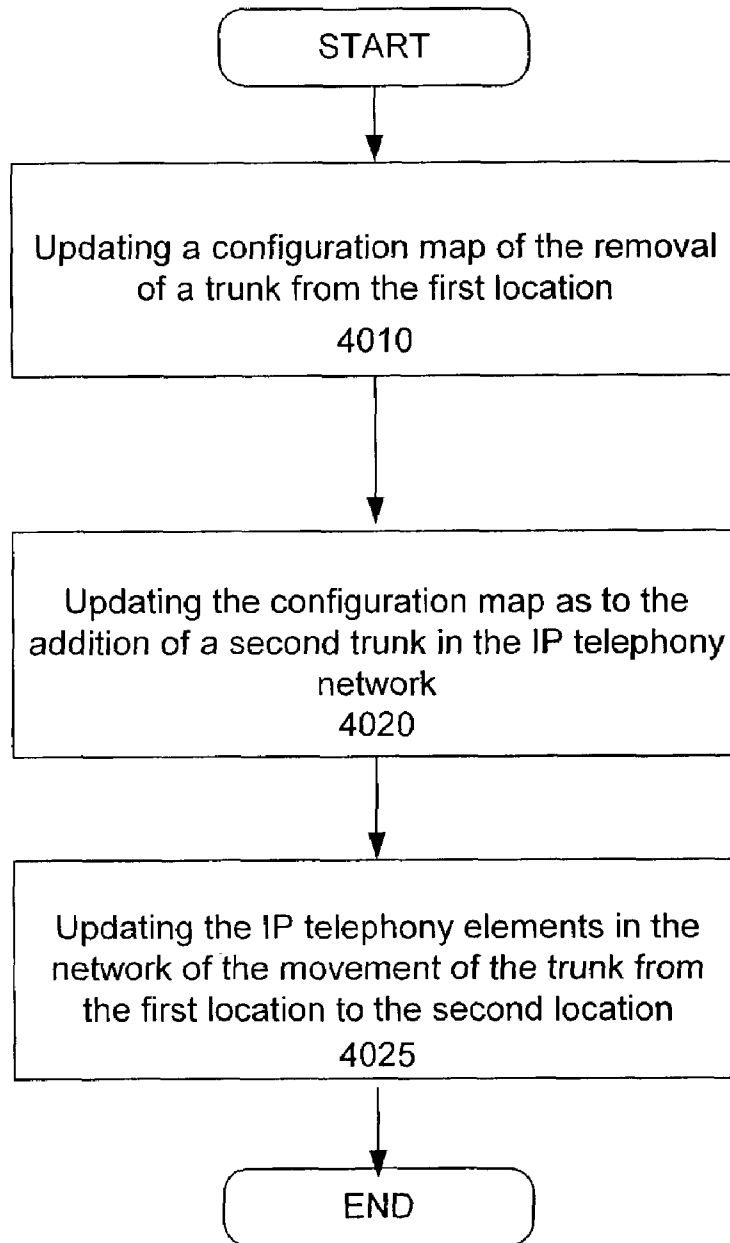 START
Updating a configuration map of the removal
of a trunk from the first location
4010
Updating the configuration map as to the
addition of a second trunk in the IP telephony
network
4020
Updating the IP telephony elements in the
network of the movement of the trunk from
the first location to the second location
4025
END